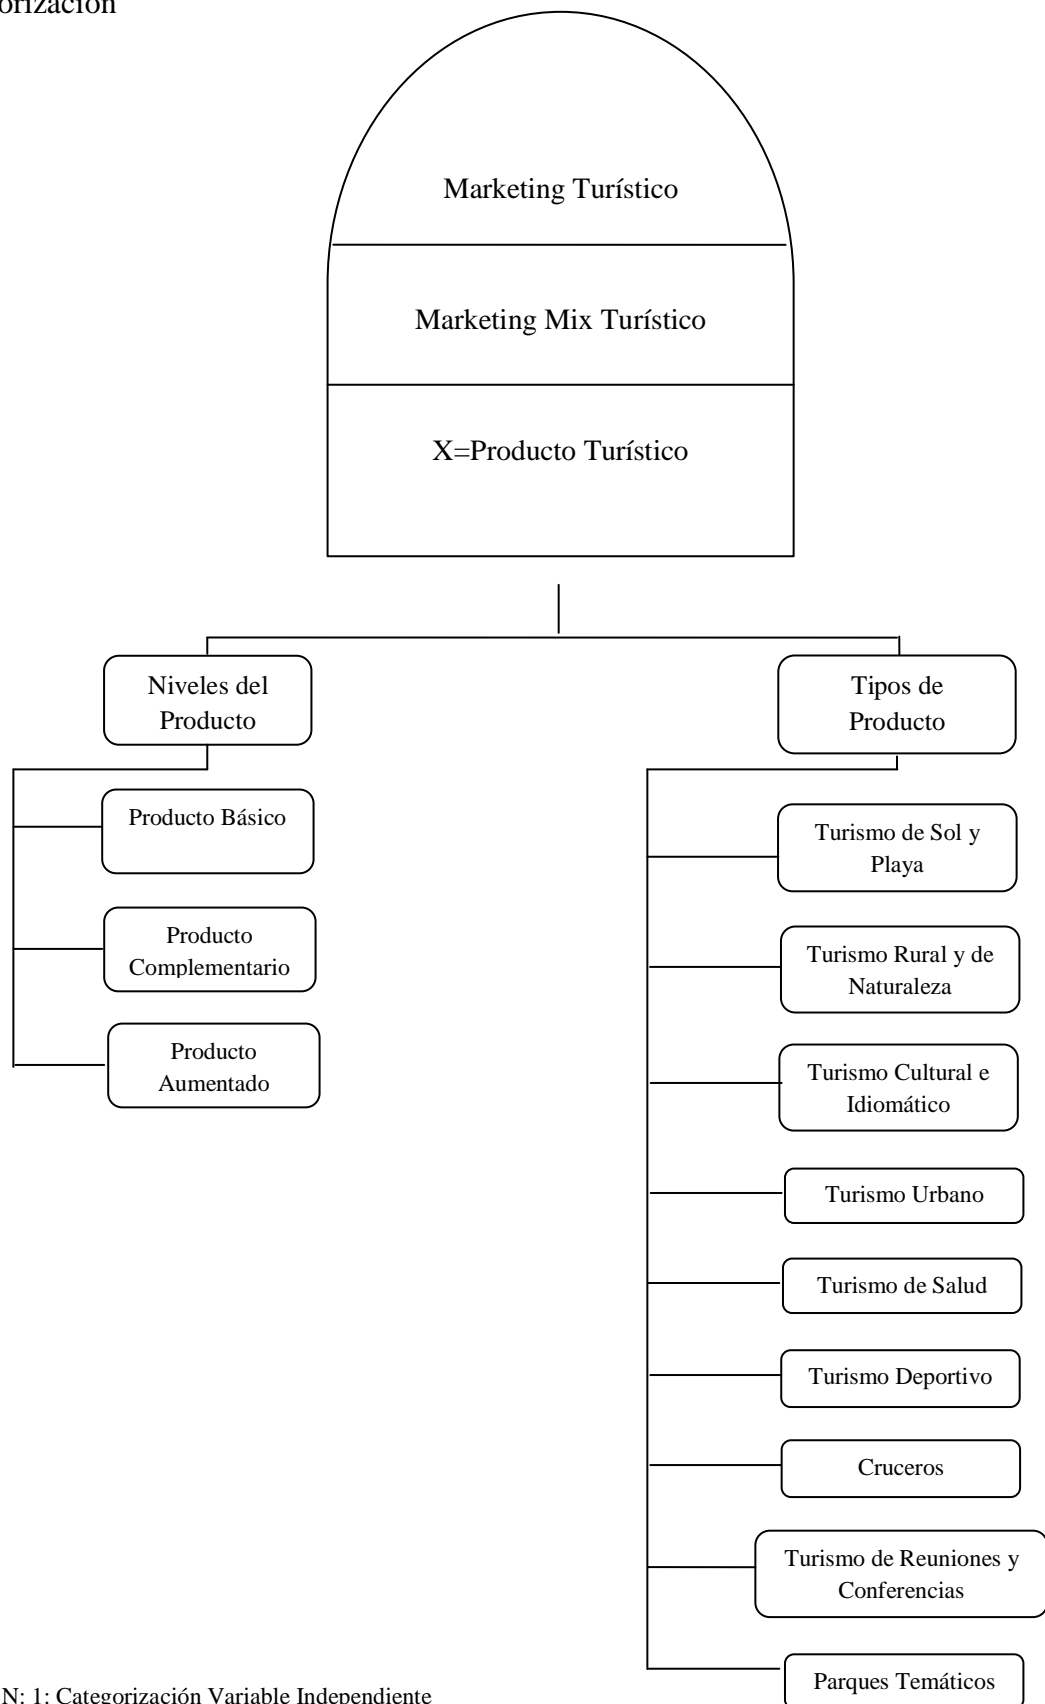 orización
Marketing Turístico
Marketing Mix Turístico
X=Producto Turístico
Niveles del
Producto
Producto Básico
Producto
Complementario
Producto
Aumentado
Tipos de
Producto
Turismo de Sol y
Playa
Turismo Rural y de
Naturaleza
Turismo Cultural e
Idiomático
Turismo Urbano
Turismo de Salud
Turismo Deportivo
Cruceros
Turismo de Reuniones y
Conferencias
Parques Temáticos
N: 1: Categorización Variable Independiente